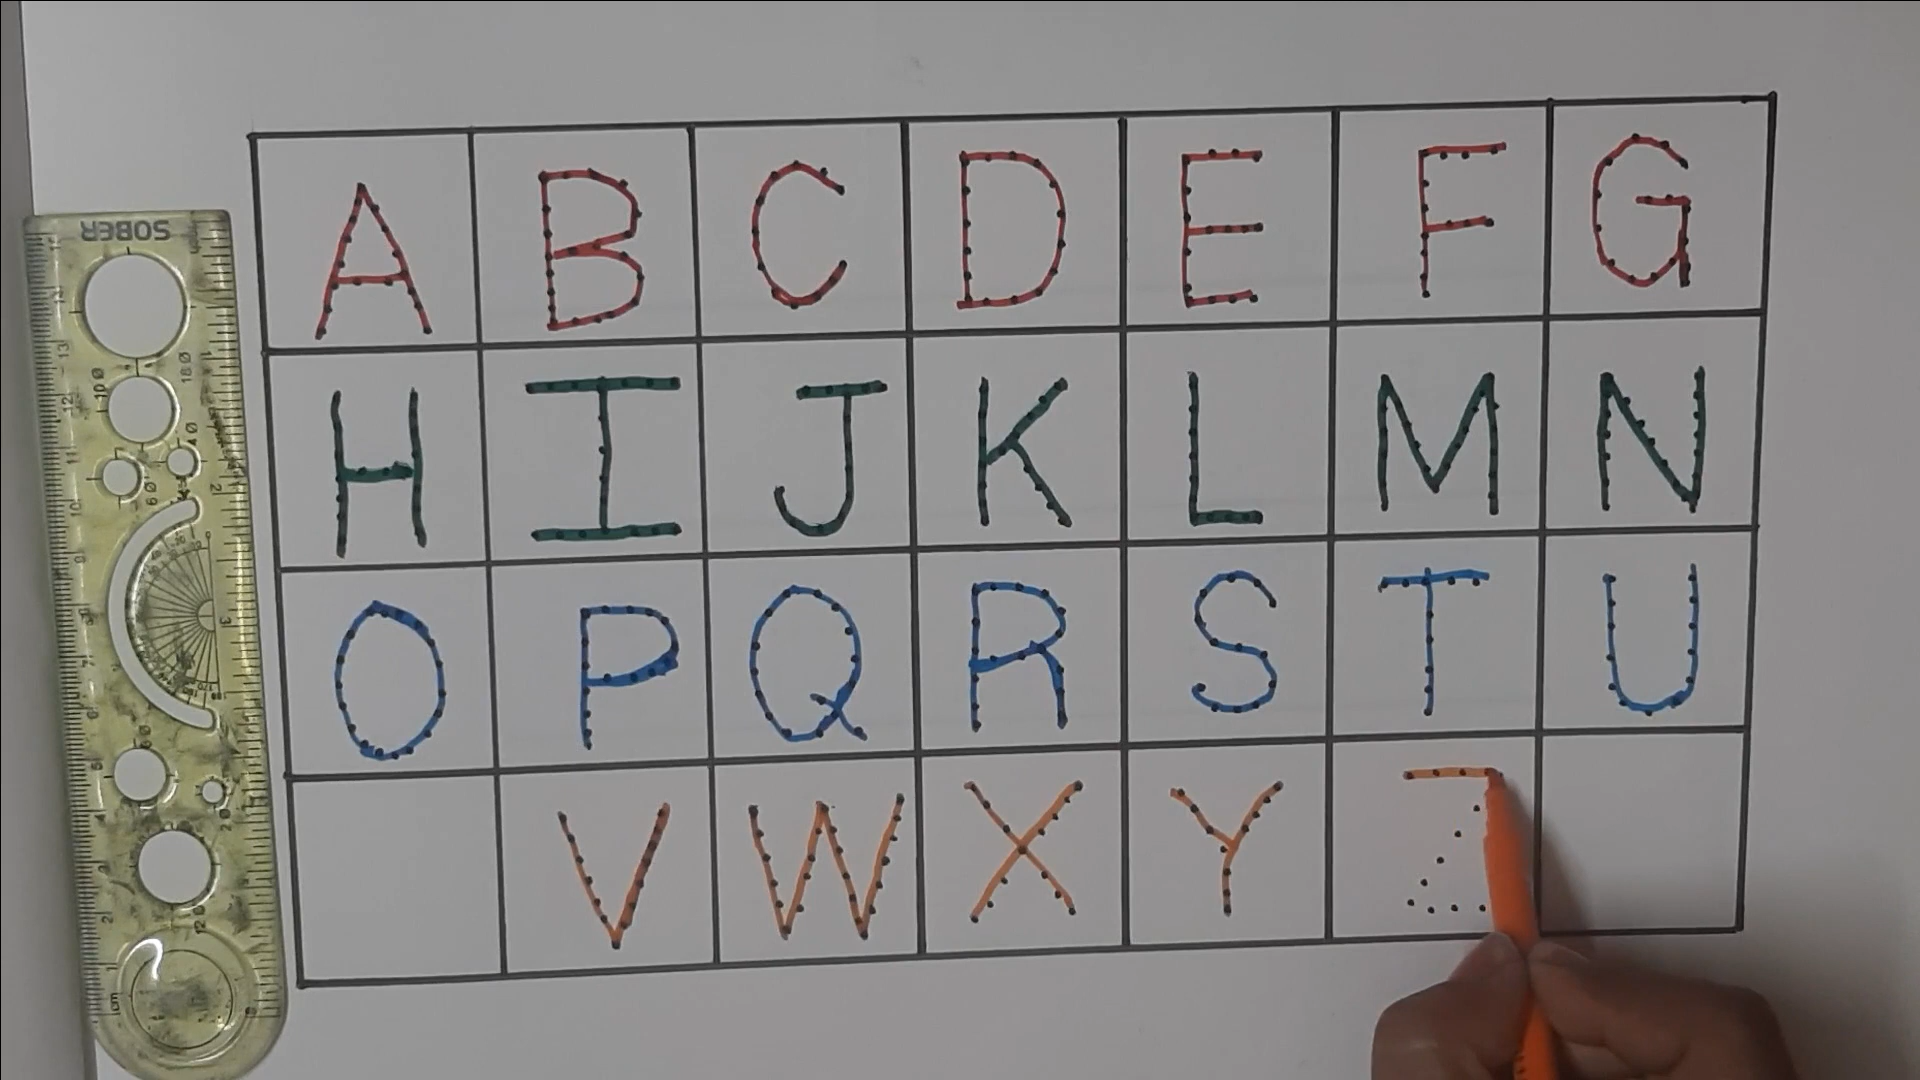 SOBER
A B C D E F G
H I J K L M N
O P Q R S T U
V W X Y Z